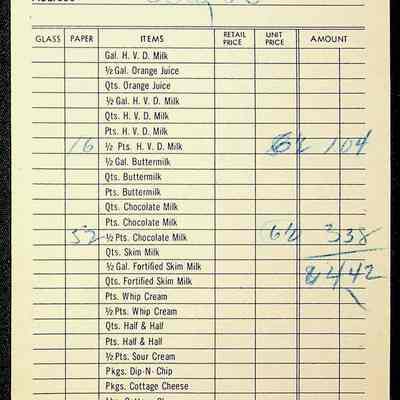 GLASS PAPER ITEMS RETAIL PRICE UNIT PRICE AMOUNT
Gal. H. V. D. Milk
½ Gal. Orange Juice
Qts. Orange Juice
½ Gal. H. V. D. Milk
Qts. H. V. D. Milk
Pts. H. V. D. Milk
16 ½ Pts. H. V. D. Milk 6½ 104
½ Gal. Buttermilk
Qts. Buttermilk
Pts. Buttermilk
Qts. Chocolate Milk
Pts. Chocolate Milk
52 ½ Pts. Chocolate Milk 6½ 338
Qts. Skim Milk
½ Gal. Fortified Skim Milk 442
Qts. Fortified Skim Milk
Pts. Whip Cream
½ Pts. Whip Cream
Qts. Half & Half
Pts. Half & Half
½ Pts. Sour Cream
Pkgs. Dip-N-Chip
Pkgs. Cottage Cheese